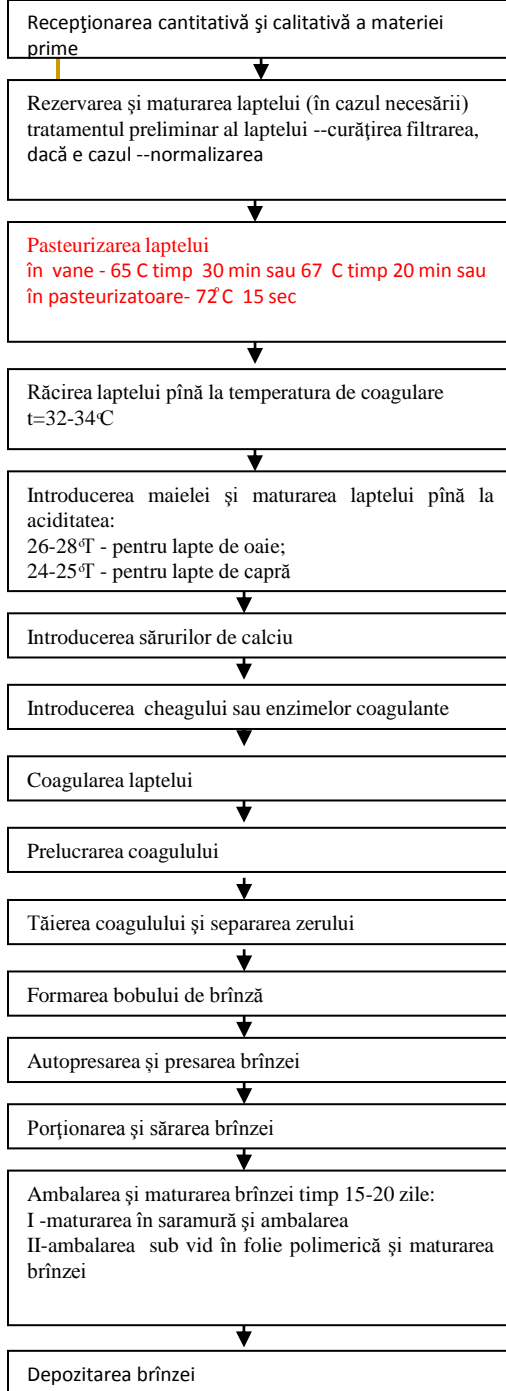 Recepţionarea cantitativă şi calitativă a materiei
prime
Rezervarea şi maturarea laptelui (în cazul necesării)
tratamentul preliminar al laptelui --curăţirea filtrarea,
dacă e cazul --normalizarea
Pasteurizarea laptelui
în vane - 65 C timp 30 min sau 67 C timp 20 min sau
în pasteurizatoare- 72°C 15 sec
Răcirea laptelui pînă la temperatura de coagulare
t=32-34°C
Introducerea maielei şi maturarea laptelui pînă la
aciditatea:
26-28°T - pentru lapte de oaie;
24-25°T - pentru lapte de capră
Introducerea sărurilor de calciu
Introducerea cheagului sau enzimelor coagulante
Coagularea laptelui
Prelucrarea coagulului
Tăierea coagulului şi separarea zerului
Formarea bobului de brînză
Autopresarea și presarea brînzei
Porţionarea şi sărarea brînzei
Ambalarea şi maturarea brînzei timp 15-20 zile:
I -maturarea în saramură şi ambalarea
II-ambalarea sub vid în folie polimerică şi maturarea
brînzei
Depozitarea brînzei